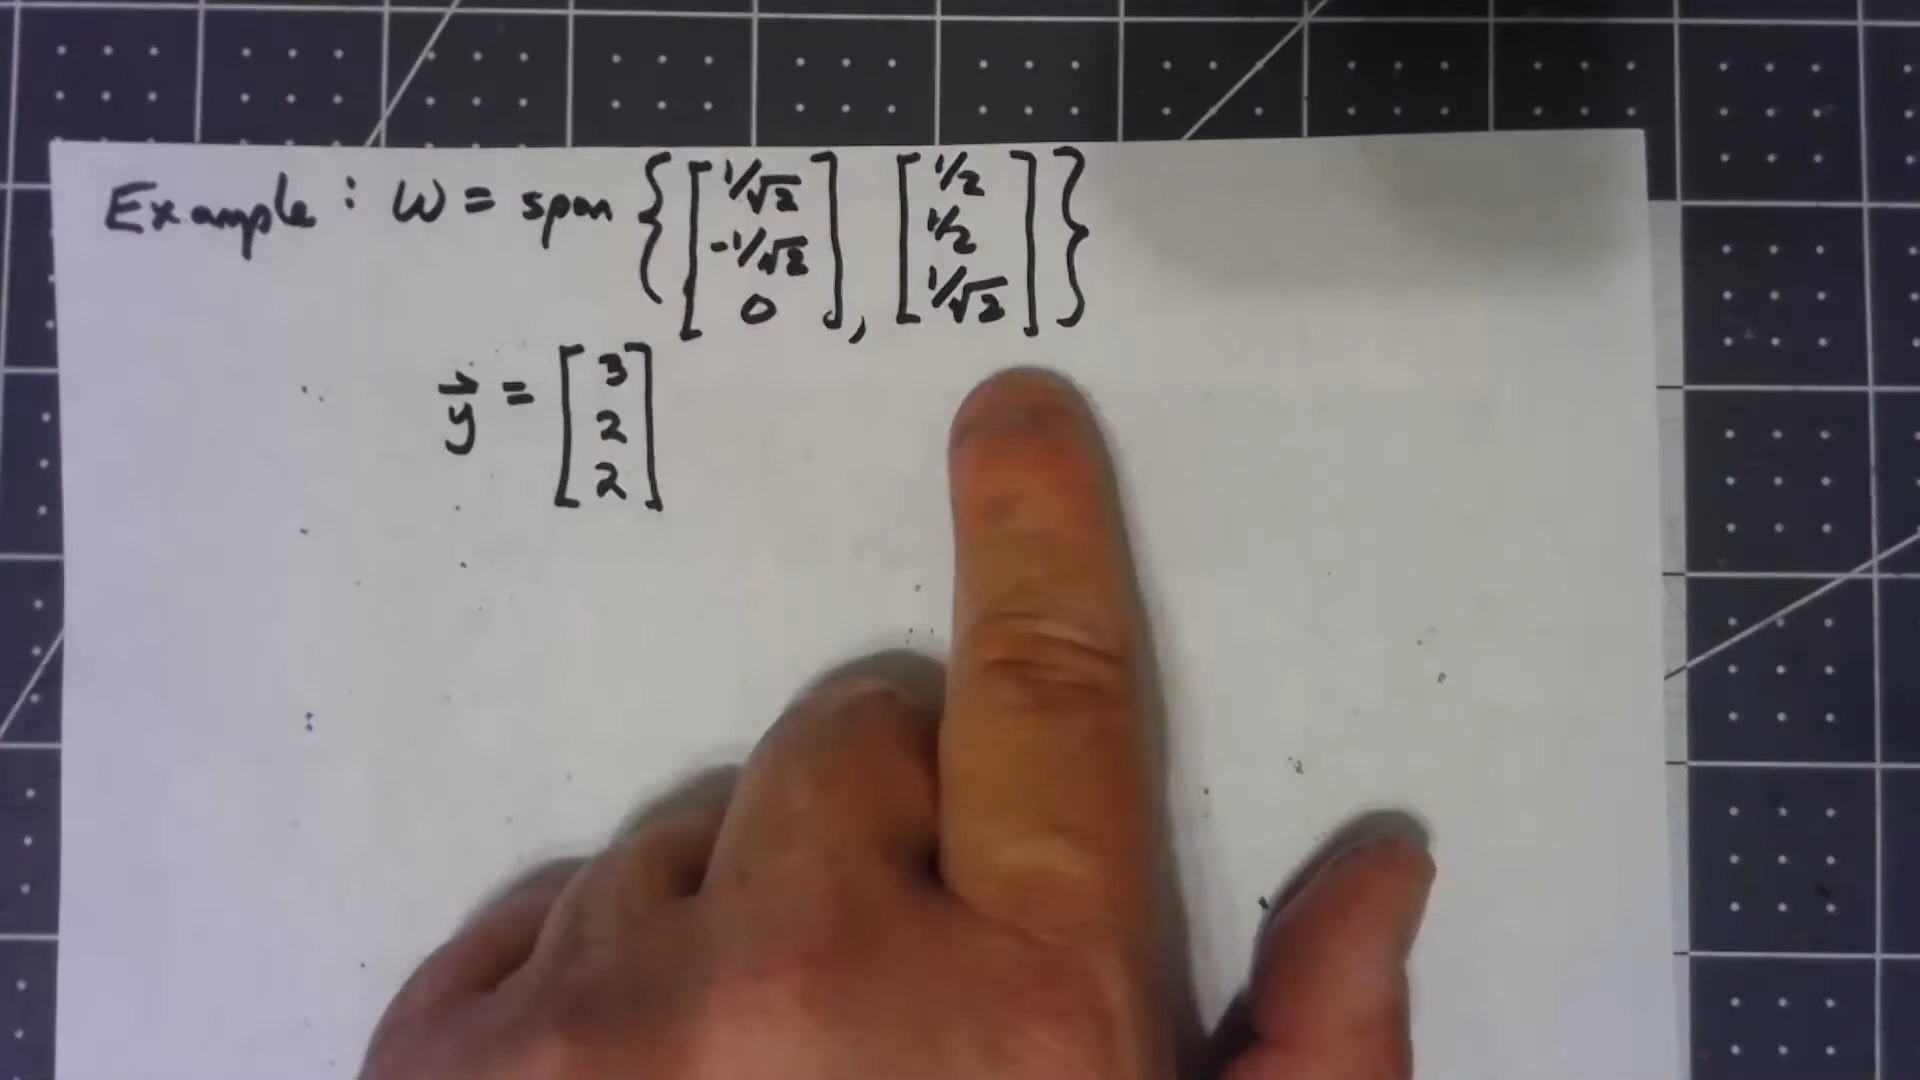 Example : W = span { [ 1/√2 -1/√2 0 ] , [ 1/2 1/2 1/√2 ] }
y⃗ = [ 3 2 2 ]